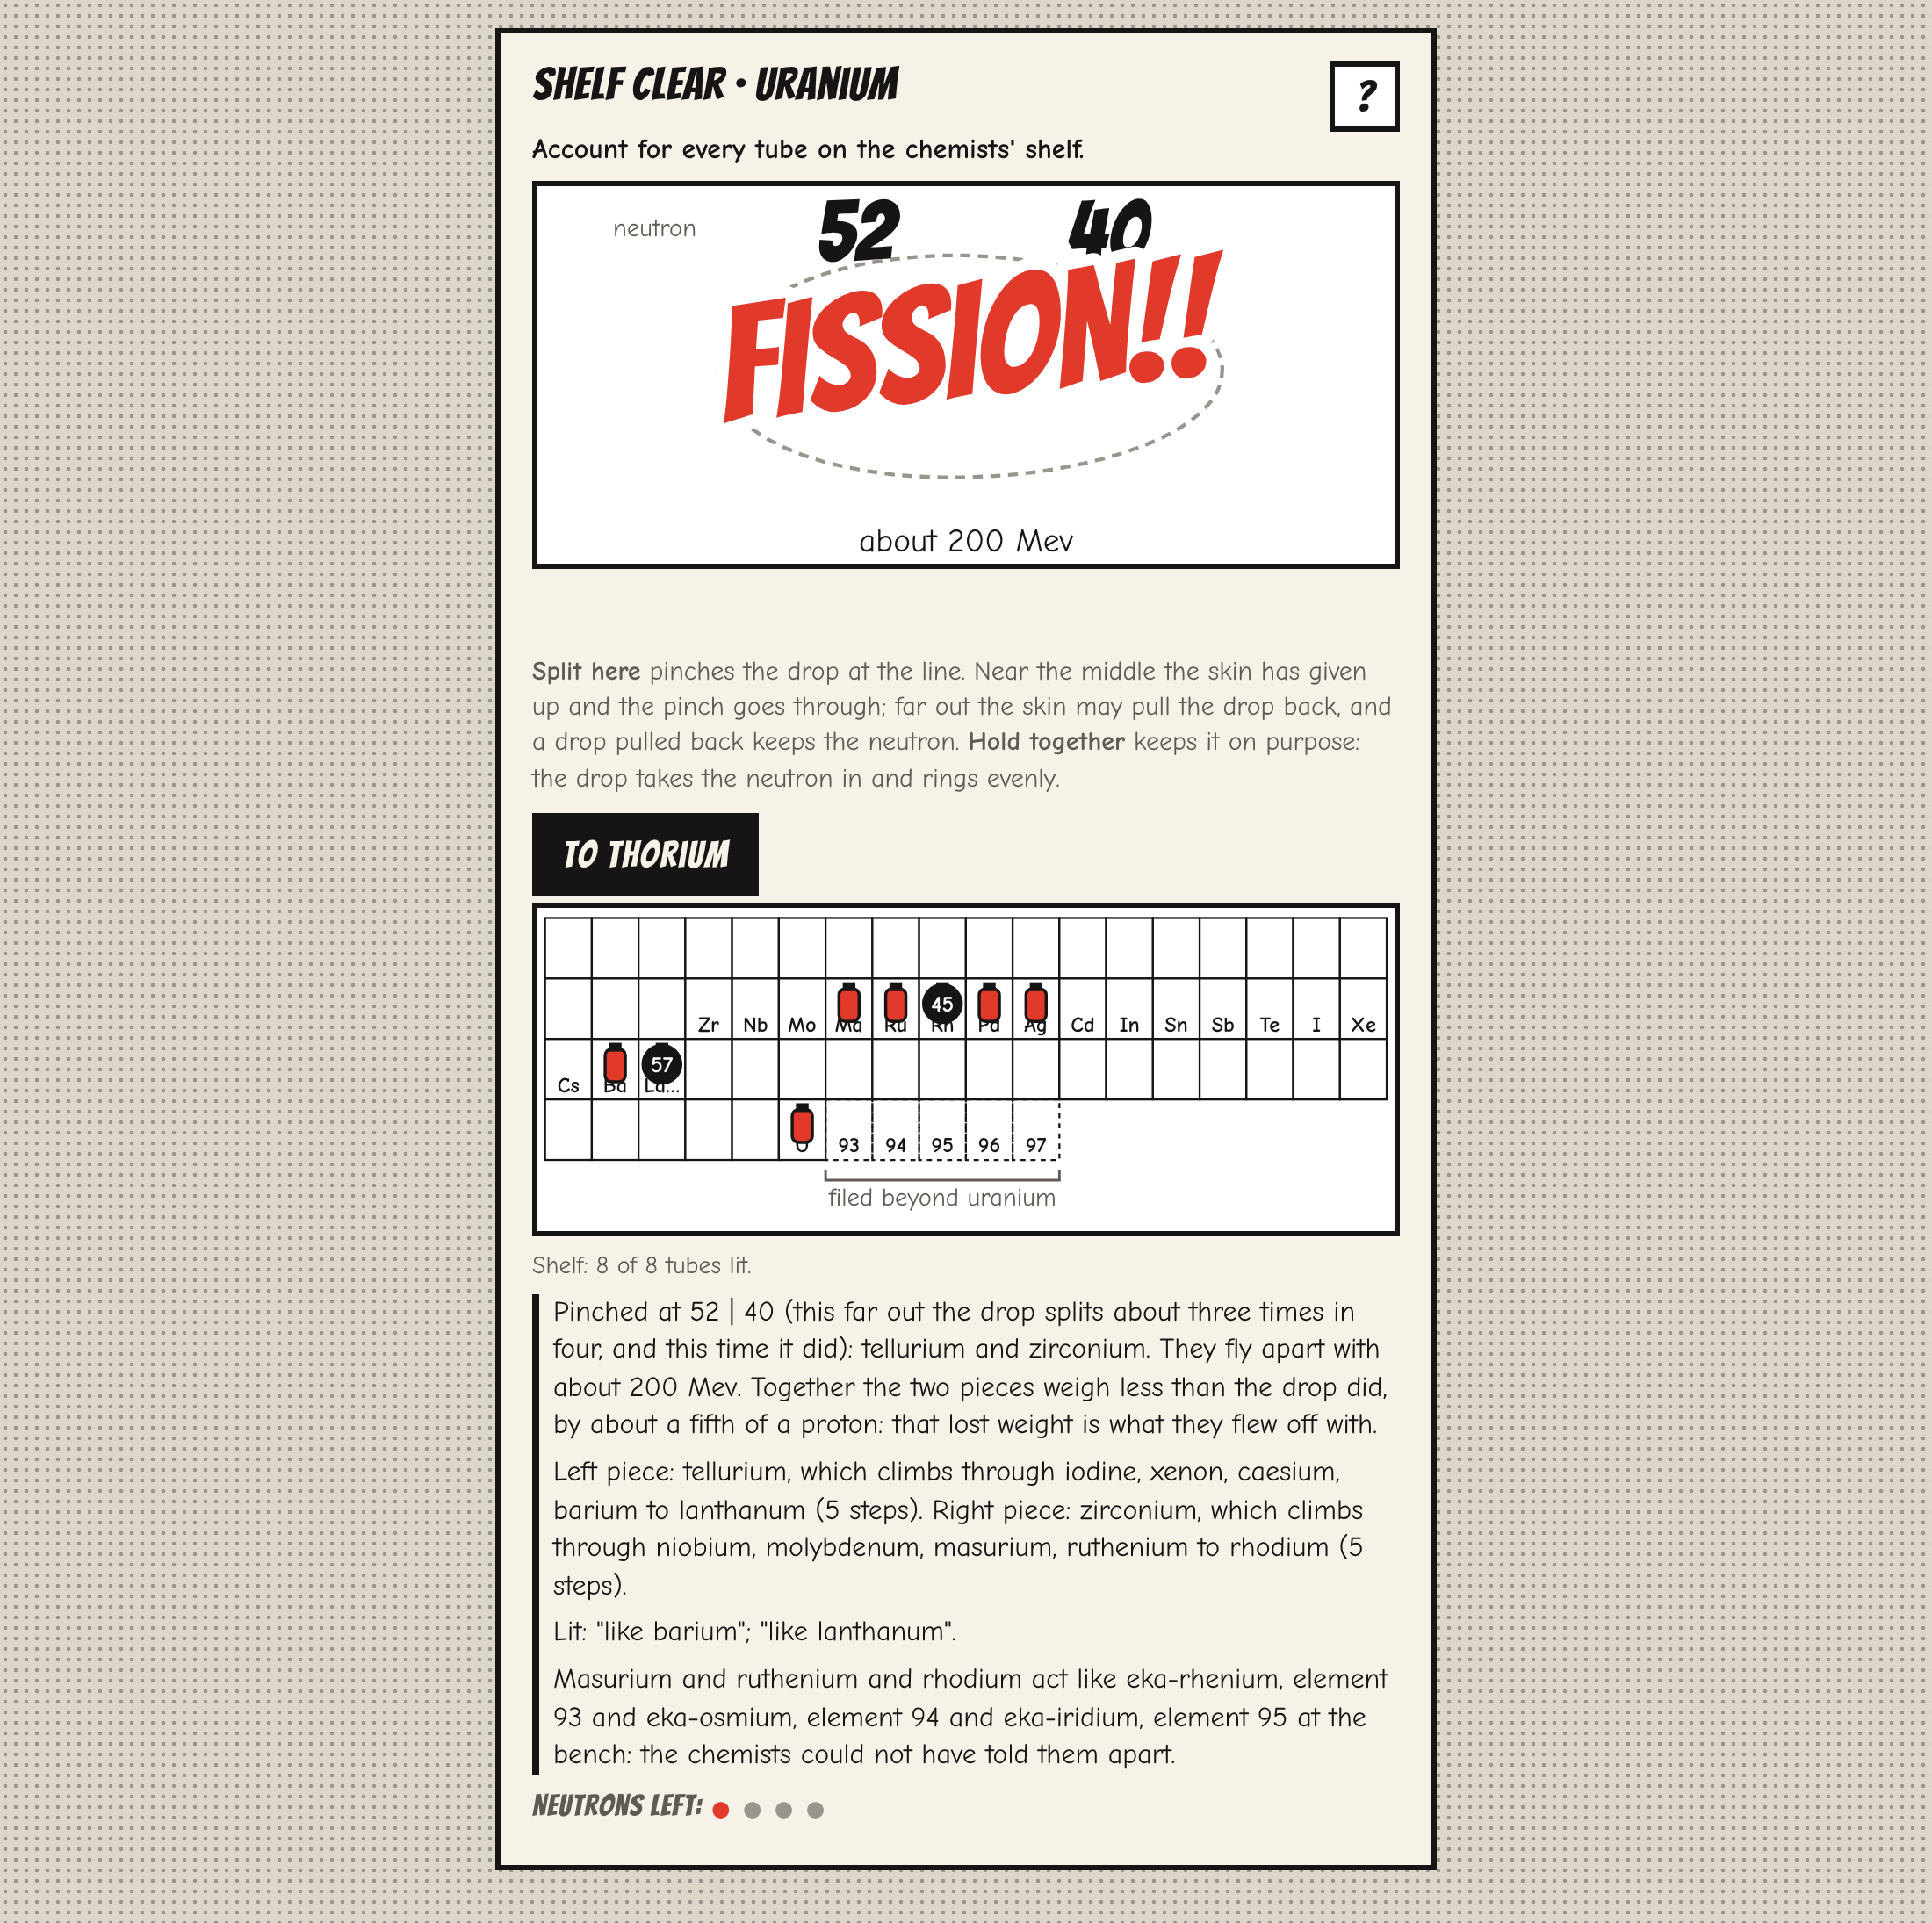 SHELF CLEAR • URANIUM
?
Account for every tube on the chemists' shelf.
neutron
52
40
FISSION!!
about 200 Mev
Split here pinches the drop at the line. Near the middle the skin has given
up and the pinch goes through; far out the skin may pull the drop back, and
a drop pulled back keeps the neutron. Hold together keeps it on purpose:
the drop takes the neutron in and rings evenly.
TO THORIUM
45
Zr Nb Mo Ma Ru Rh Pd Ag Cd In Sn Sb Te I Xe
57
Cs Ba La...
U 93 94 95 96 97
filed beyond uranium
Shelf: 8 of 8 tubes lit.
Pinched at 52 | 40 (this far out the drop splits about three times in
four, and this time it did): tellurium and zirconium. They fly apart with
about 200 Mev. Together the two pieces weigh less than the drop did,
by about a fifth of a proton: that lost weight is what they flew off with.
Left piece: tellurium, which climbs through iodine, xenon, caesium,
barium to lanthanum (5 steps). Right piece: zirconium, which climbs
through niobium, molybdenum, masurium, ruthenium to rhodium (5
steps).
Lit: "like barium"; "like lanthanum".
Masurium and ruthenium and rhodium act like eka-rhenium, element
93 and eka-osmium, element 94 and eka-iridium, element 95 at the
bench: the chemists could not have told them apart.
NEUTRONS LEFT: